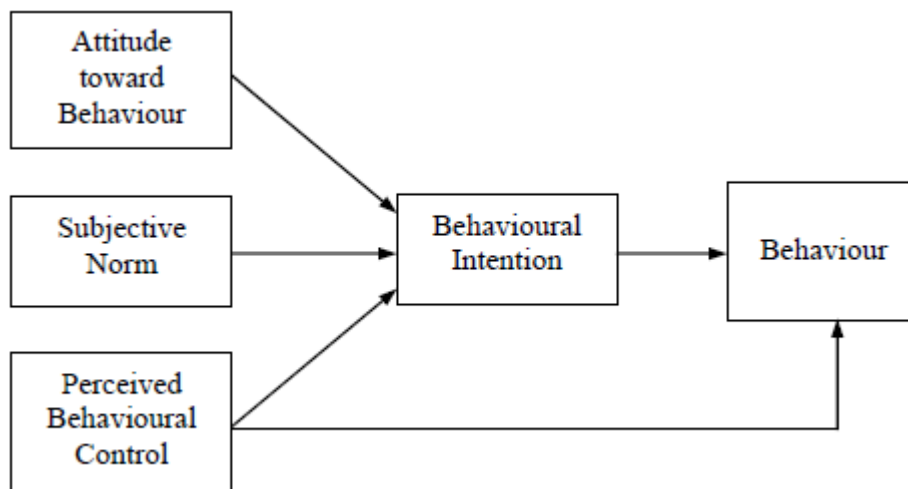 Attitude
toward
Behaviour
Subjective
Norm
Perceived
Behavioural
Control
Behavioural
Intention
Behaviour